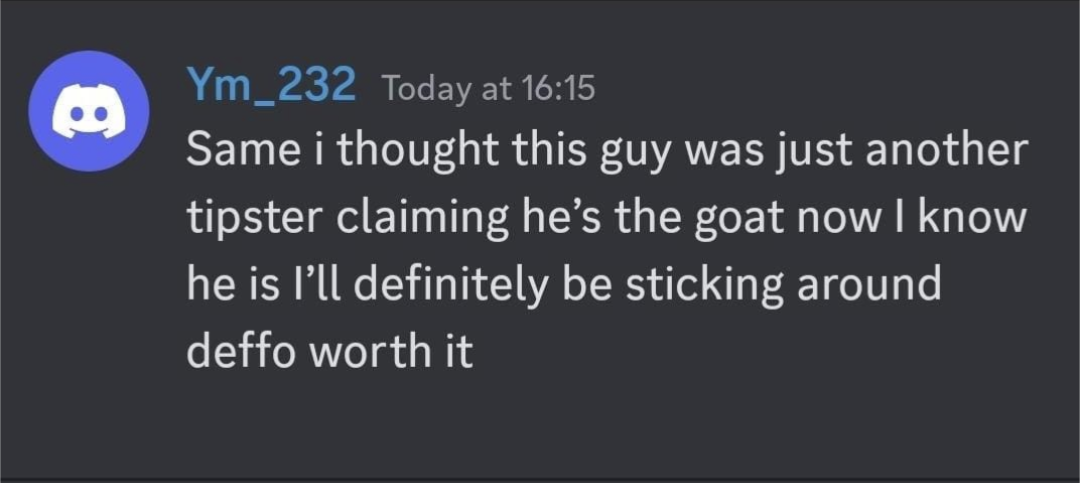 Ym_232 Today at 16:15
Same i thought this guy was just another
tipster claiming he’s the goat now I know
he is I’ll definitely be sticking around
deffo worth it